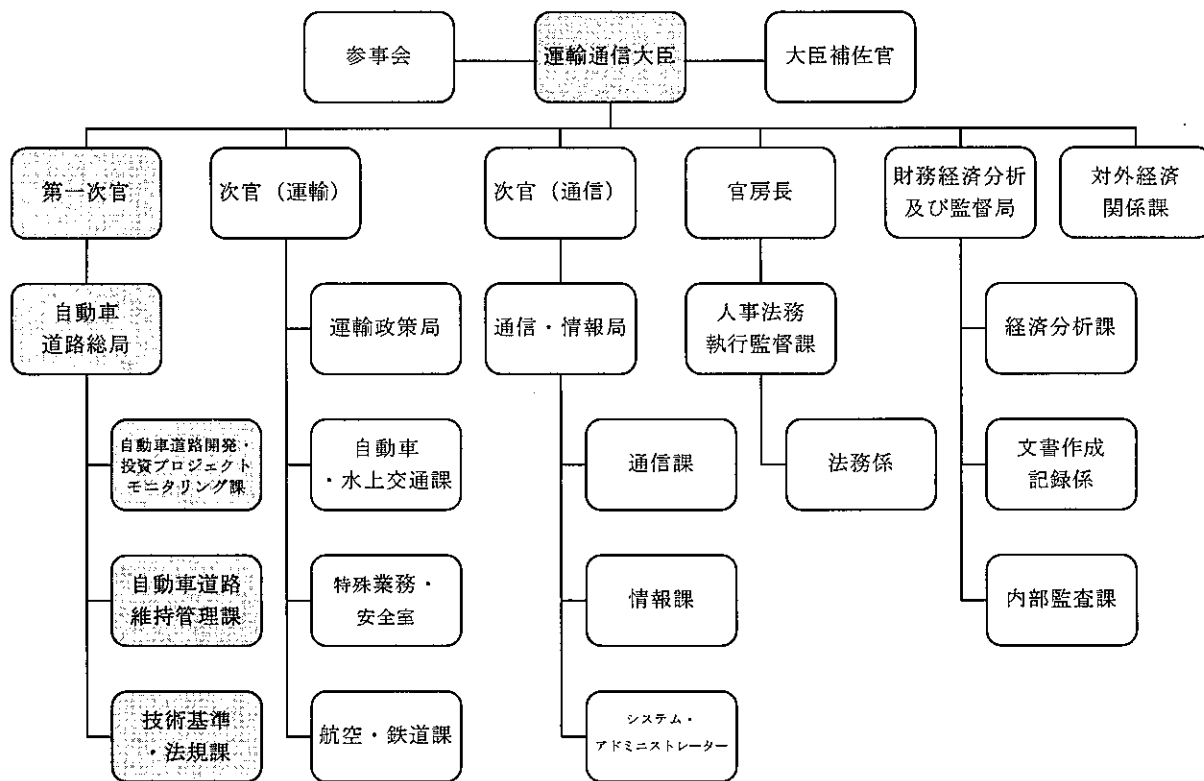 参事会
運輸通信大臣
大臣補佐官
第一次官
次官（運輸）
次官（通信）
官房長
財務経済分析
及び監督局
対外経済
関係課
自動車
道路総局
運輸政策局
通信・情報局
人事法務
執行監督課
経済分析課
自動車道路開発・
投資プロジェクト
モニタリング課
自動車
・水上交通課
通信課
法務係
文書作成
記録係
自動車道路
維持管理課
特殊業務・
安全室
情報課
内部監査課
技術基準
・法規課
航空・鉄道課
システム・
アドミニストレーター